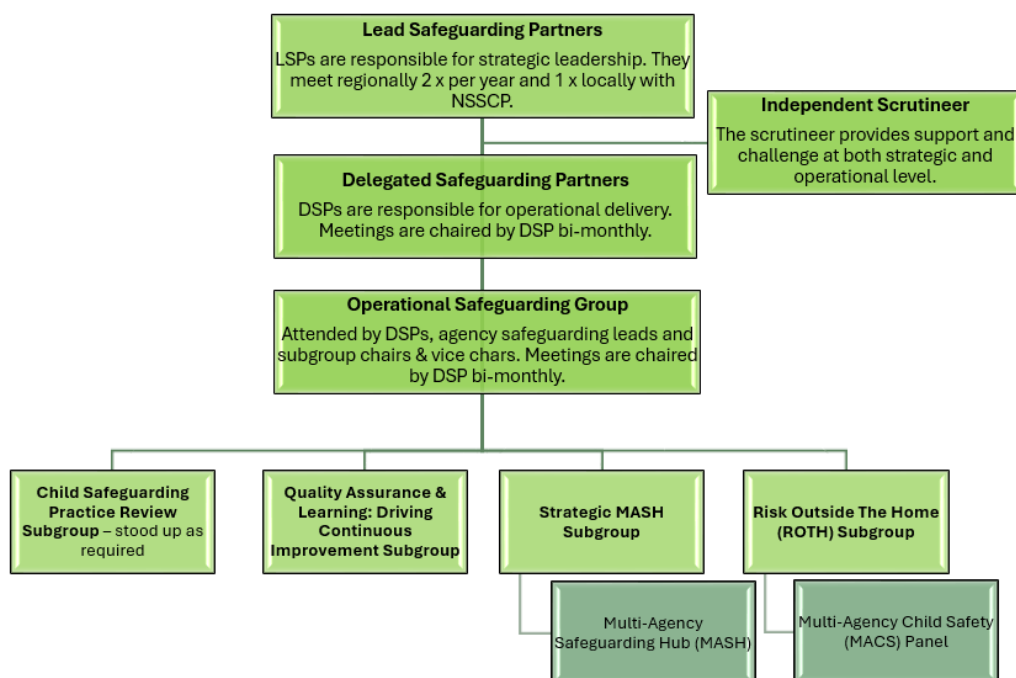 Lead Safeguarding Partners
LSPs are responsible for strategic leadership. They
meet regionally 2 x per year and 1 x locally with
NSSCP.
Independent Scrutineer
The scrutineer provides support and
challenge at both strategic and
operational level.
Delegated Safeguarding Partners
DSPs are responsible for operational delivery.
Meetings are chaired by DSP bi-monthly.
Operational Safeguarding Group
Attended by DSPs, agency safeguarding leads and
subgroup chairs & vice chars. Meetings are chaired
by DSP bi-monthly.
Child Safeguarding
Practice Review
Subgroup – stood up as
required
Quality Assurance &
Learning: Driving
Continuous
Improvement Subgroup
Strategic MASH
Subgroup
Risk Outside The Home
(ROTH) Subgroup
Multi-Agency
Safeguarding Hub (MASH)
Multi-Agency Child Safety
(MACS) Panel